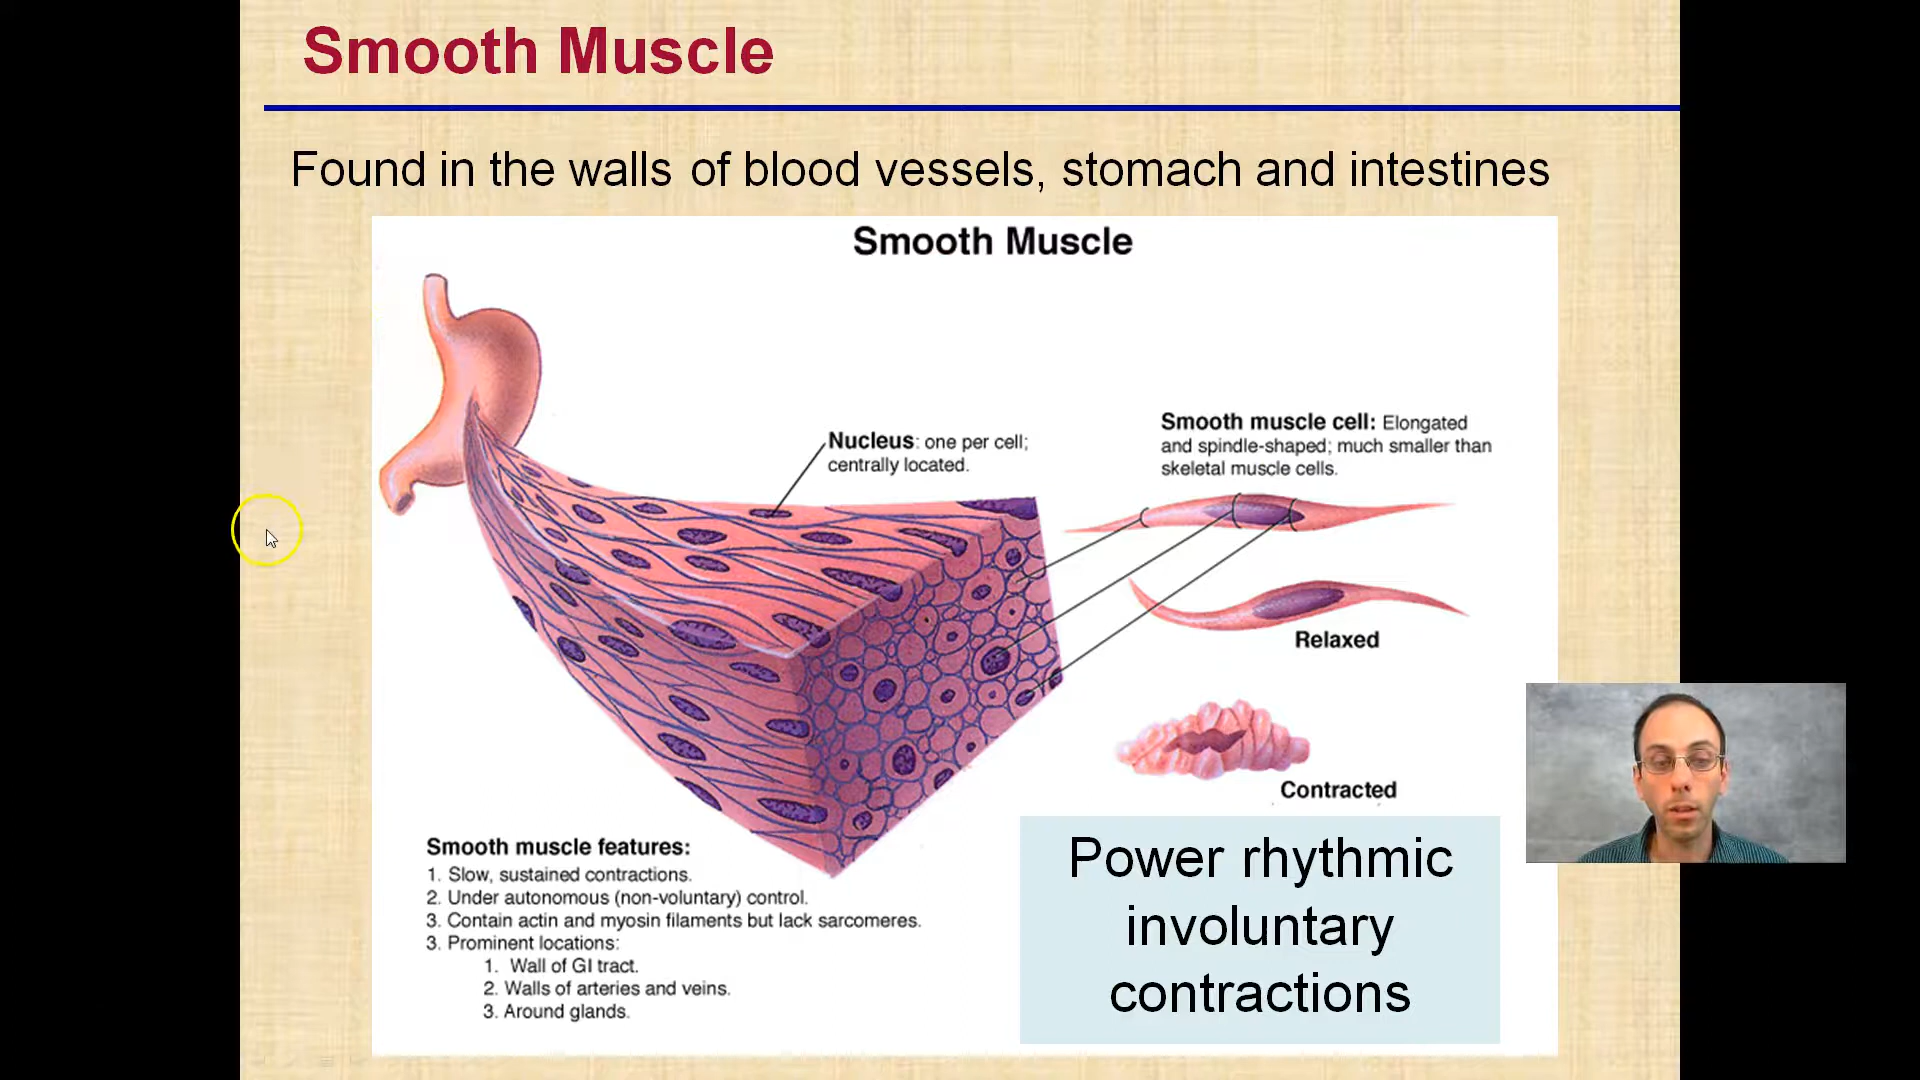 Smooth Muscle
Found in the walls of blood vessels, stomach and intestines
Smooth Muscle
Nucleus: one per cell;
centrally located.
Smooth muscle cell: Elongated
and spindle-shaped; much smaller than
skeletal muscle cells.
Relaxed
Contracted
Smooth muscle features:
1. Slow, sustained contractions.
2. Under autonomous (non-voluntary) control.
3. Contain actin and myosin filaments but lack sarcomeres.
3. Prominent locations:
1. Wall of GI tract.
2. Walls of arteries and veins.
3. Around glands.
Power rhythmic
involuntary
contractions